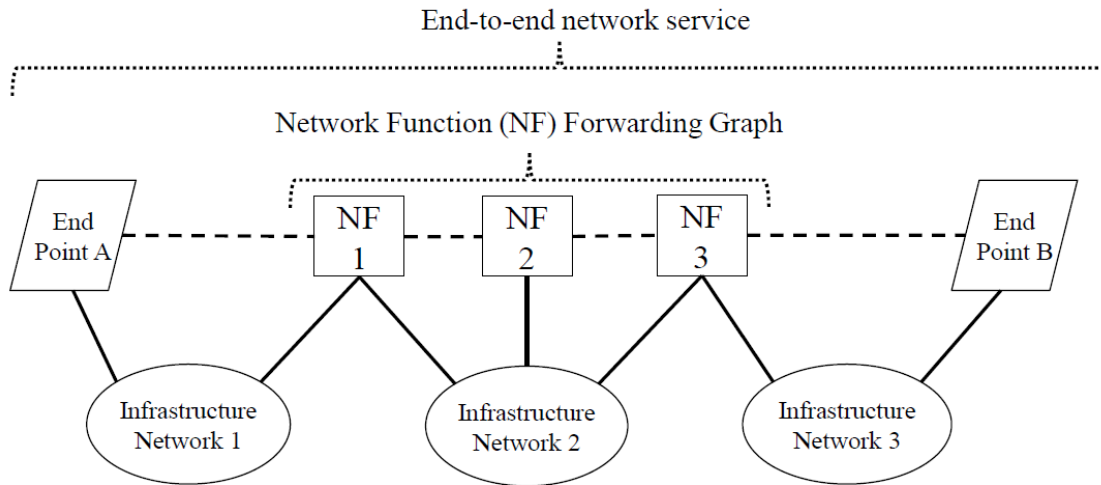 End-to-end network service
Network Function (NF) Forwarding Graph
End
Point A
NF
1
NF
2
NF
3
End
Point B
Infrastructure
Network 1
Infrastructure
Network 2
Infrastructure
Network 3